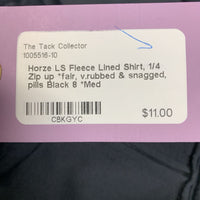 The Tack Collector
1005516-10
Horze LS Fleece Lined Shirt, 1/4
Zip up *fair, v.rubbed & snagged,
pills Black 8 *Med
$11.00
CBKGYC